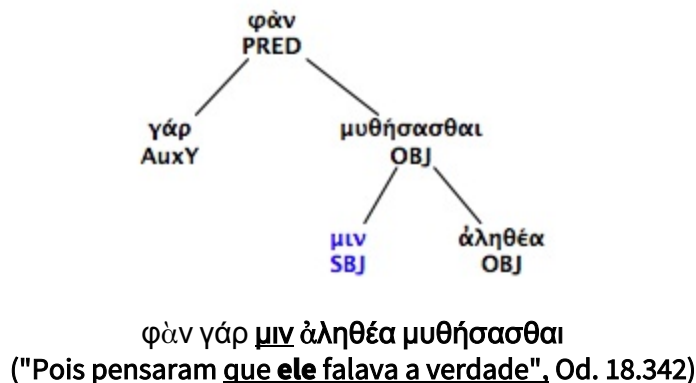 φὰν
PRED
γάρ μυθήσασθαι
AuxY OBJ
μιν ἀληθέα
SBJ OBJ
φὰν γάρ μιν ἀληθέα μυθήσασθαι
("Pois pensaram que ele falava a verdade", Od. 18.342)